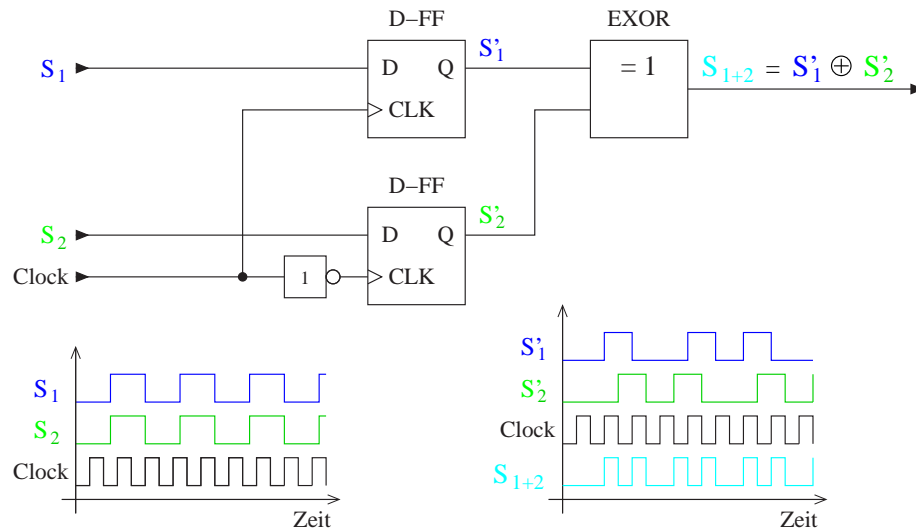 D−FF
EXOR
S1
D Q
S'1
= 1
S1+2 = S'1 ⊕ S'2
CLK
D−FF
S2
D Q
S'2
Clock
1
CLK
S1
S2
Clock
Zeit
S'1
S'2
Clock
S1+2
Zeit